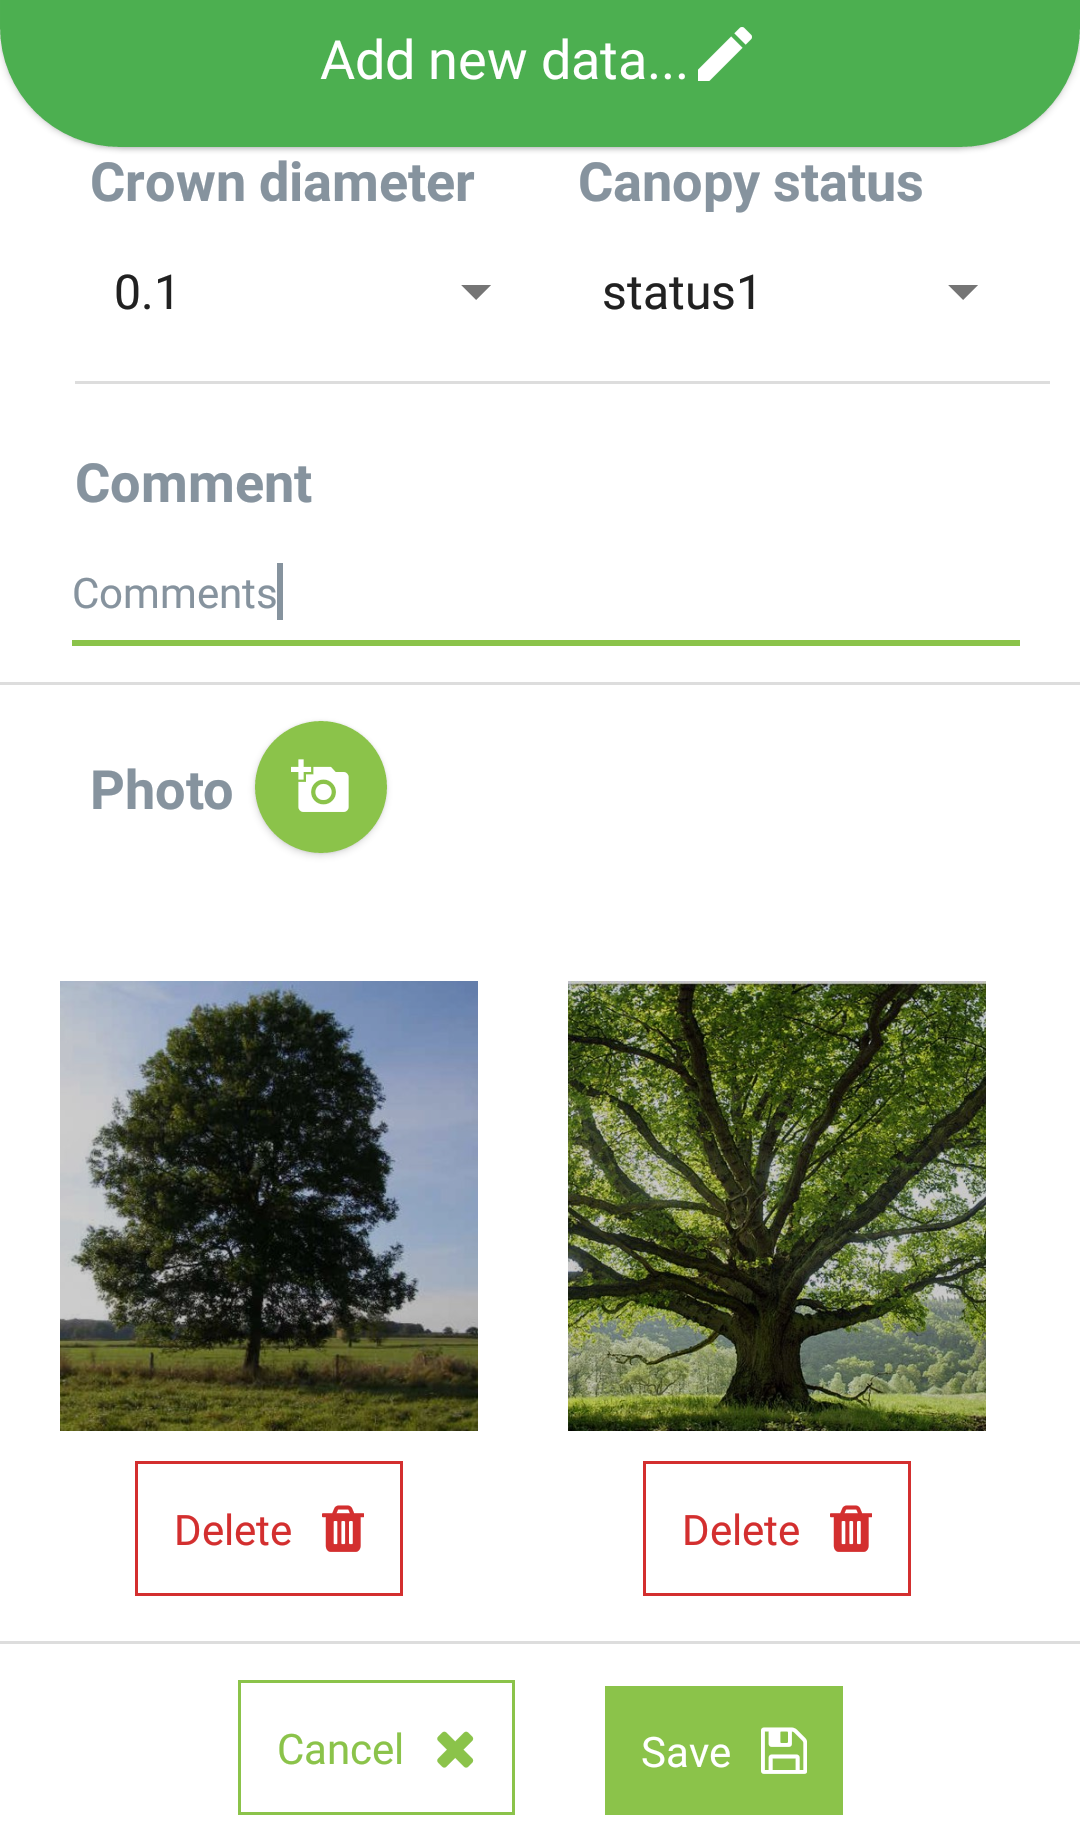 Add new data...
Crown diameter
Canopy status
0.1
status1
Comment
Comments
Photo
Delete
Delete
Cancel
Save